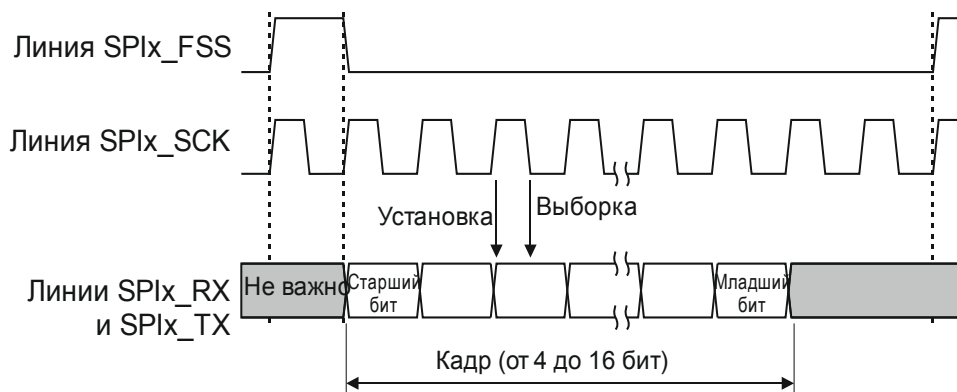 Линия SPIx_FSS
Линия SPIx_SCK
Установка
Выборка
Линии SPIx_RX
и SPIx_TX
Не важно
Старший
бит
Младший
бит
Кадр (от 4 до 16 бит)